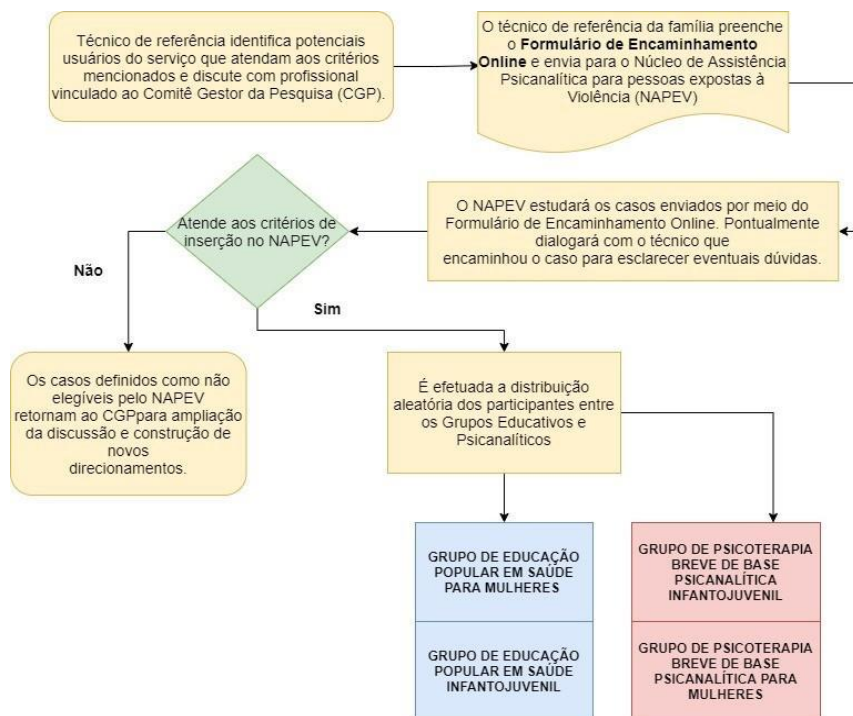 Técnico de referência identifica potenciais
usuários do serviço que atendam aos critérios
mencionados e discute com profissional
vinculado ao Comitê Gestor da Pesquisa (CGP).
O técnico de referência da família preenche
o Formulário de Encaminhamento
Online e envia para o Núcleo de Assistência
Psicanalítica para pessoas expostas à
Violência (NAPEV)
O NAPEV estudará os casos enviados por meio do
Formulário de Encaminhamento Online. Pontualmente
dialogará com o técnico que
encaminhou o caso para esclarecer eventuais dúvidas.
Atende aos critérios de
inserção no NAPEV?
Não
Sim
Os casos definidos como não
elegíveis pelo NAPEV
retornam ao CGPpara ampliação
da discussão e construção de
novos
direcionamentos.
É efetuada a distribuição
aleatória dos participantes entre
os Grupos Educativos e
Psicanalíticos
GRUPO DE EDUCAÇÃO
POPULAR EM SAÚDE
PARA MULHERES
GRUPO DE EDUCAÇÃO
POPULAR EM SAÚDE
INFANTOJUVENIL
GRUPO DE PSICOTERAPIA
BREVE DE BASE
PSICANALÍTICA
INFANTOJUVENIL
GRUPO DE PSICOTERAPIA
BREVE DE BASE
PSICANALÍTICA PARA
MULHERES